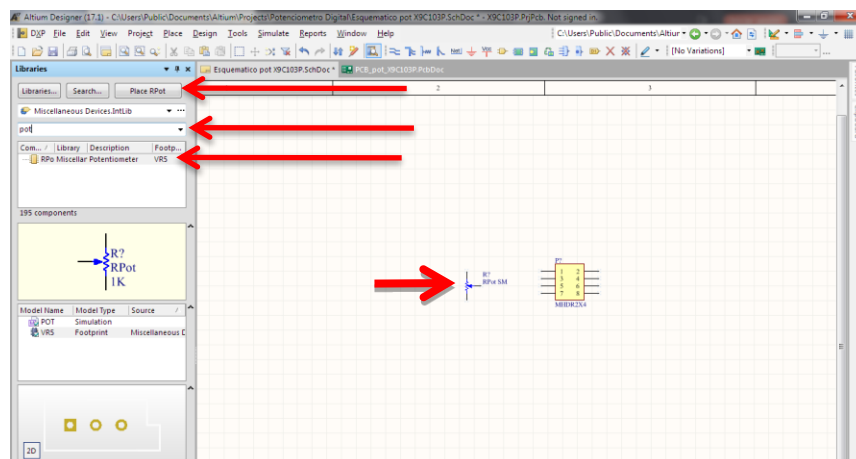 Altium Designer (17.1) - C:\Users\Public\Documents\Altium\Projects\Potenciometro Digital\Esquematico pot X9C103P.SchDoc * - X9C103P.PrjPcb. Not signed in.
DXP File Edit View Project Place Design Tools Simulate Reports Window Help C:\Users\Public\Documents\Altiur
[No Variations]
Libraries
Esquematico pot X9C103P.SchDoc * PCB_pot_X9C103P.PcbDoc
Libraries... Search... Place RPot
2 3
Miscellaneous Devices.IntLib
pot
Com... / Library Description Footp...
RPo Miscellar Potentiometer VR5
195 components
R?
RPot
1K
R?
RPot SM
P?
1 2
3 4
5 6
7 8
MHDR2X4
Model Name Model Type Source /
POT Simulation
VR5 Footprint Miscellaneous D
2D